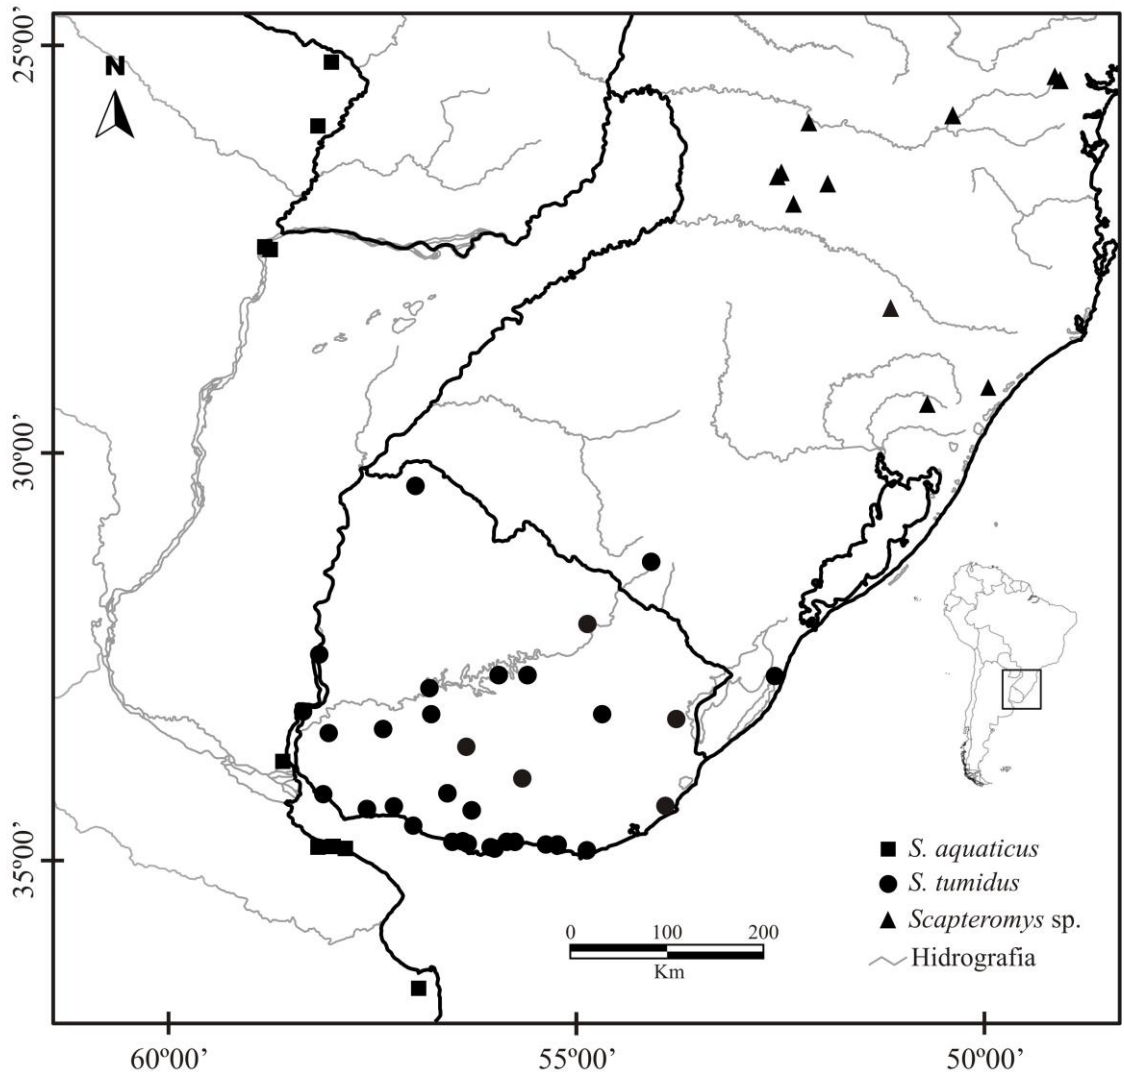 25º00'
N
30º00'
35º00'
S. aquaticus
S. tumidus
Scapteromys sp.
Hidrografia
0 100 200
Km
60º00' 55º00' 50º00'